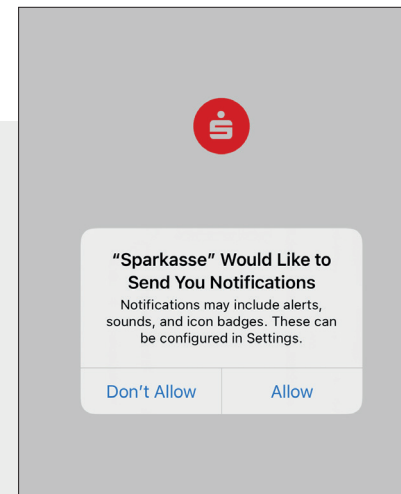 “Sparkasse” Would Like to
Send You Notifications
Notifications may include alerts,
sounds, and icon badges. These can
be configured in Settings.
Don’t Allow
Allow